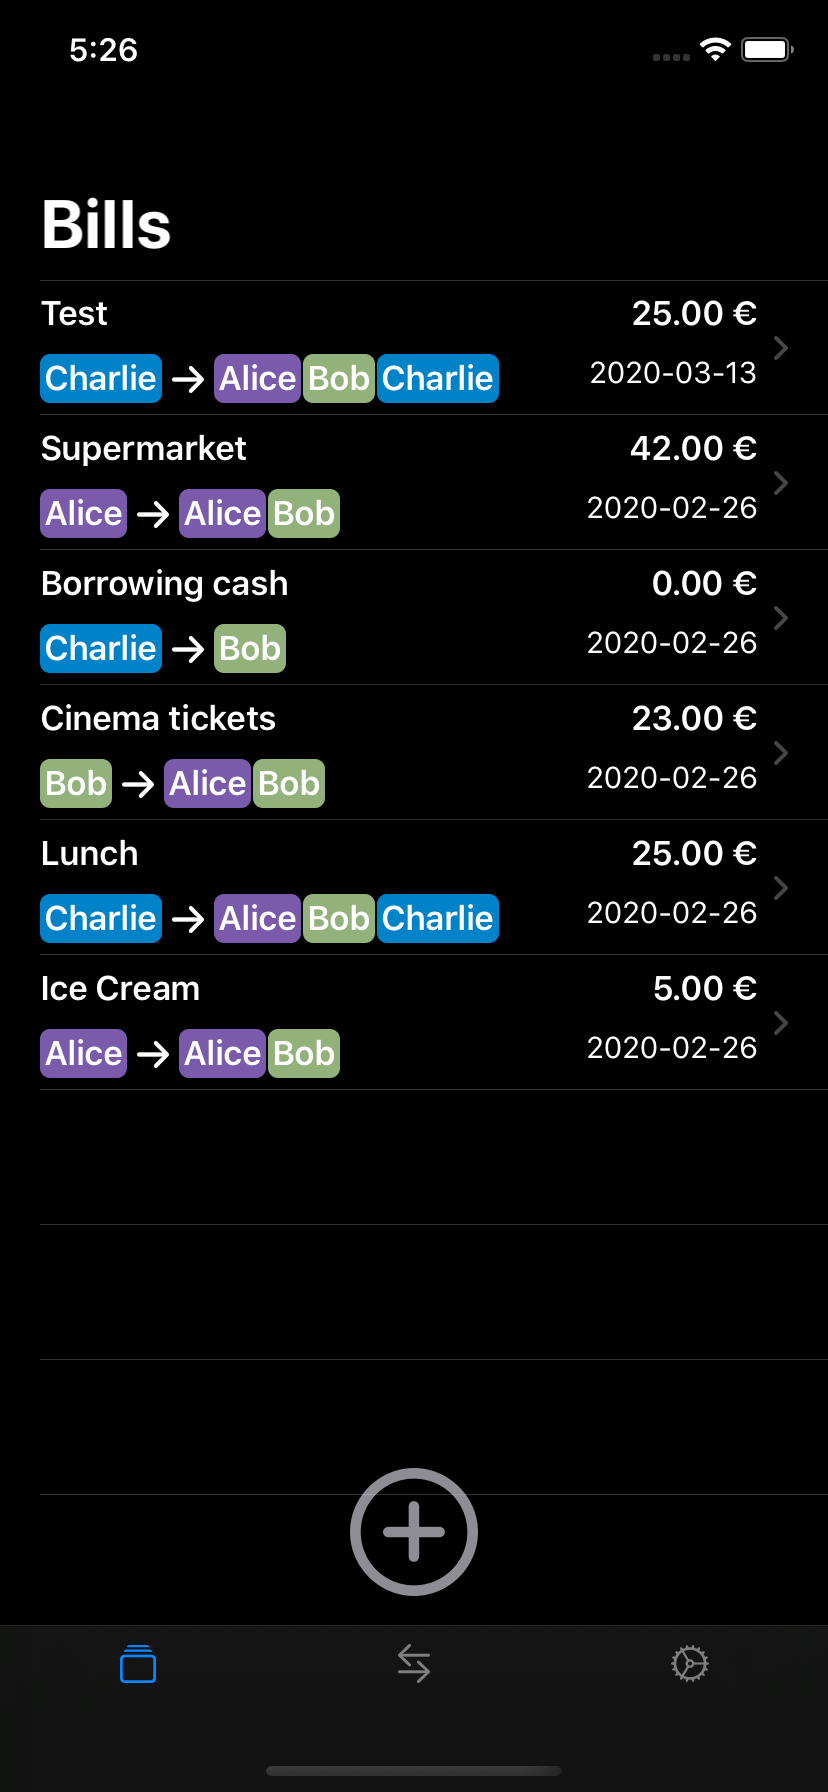 5:26
Bills
Test 25.00 €
Charlie → Alice Bob Charlie 2020-03-13
Supermarket 42.00 €
Alice → Alice Bob 2020-02-26
Borrowing cash 0.00 €
Charlie → Bob 2020-02-26
Cinema tickets 23.00 €
Bob → Alice Bob 2020-02-26
Lunch 25.00 €
Charlie → Alice Bob Charlie 2020-02-26
Ice Cream 5.00 €
Alice → Alice Bob 2020-02-26